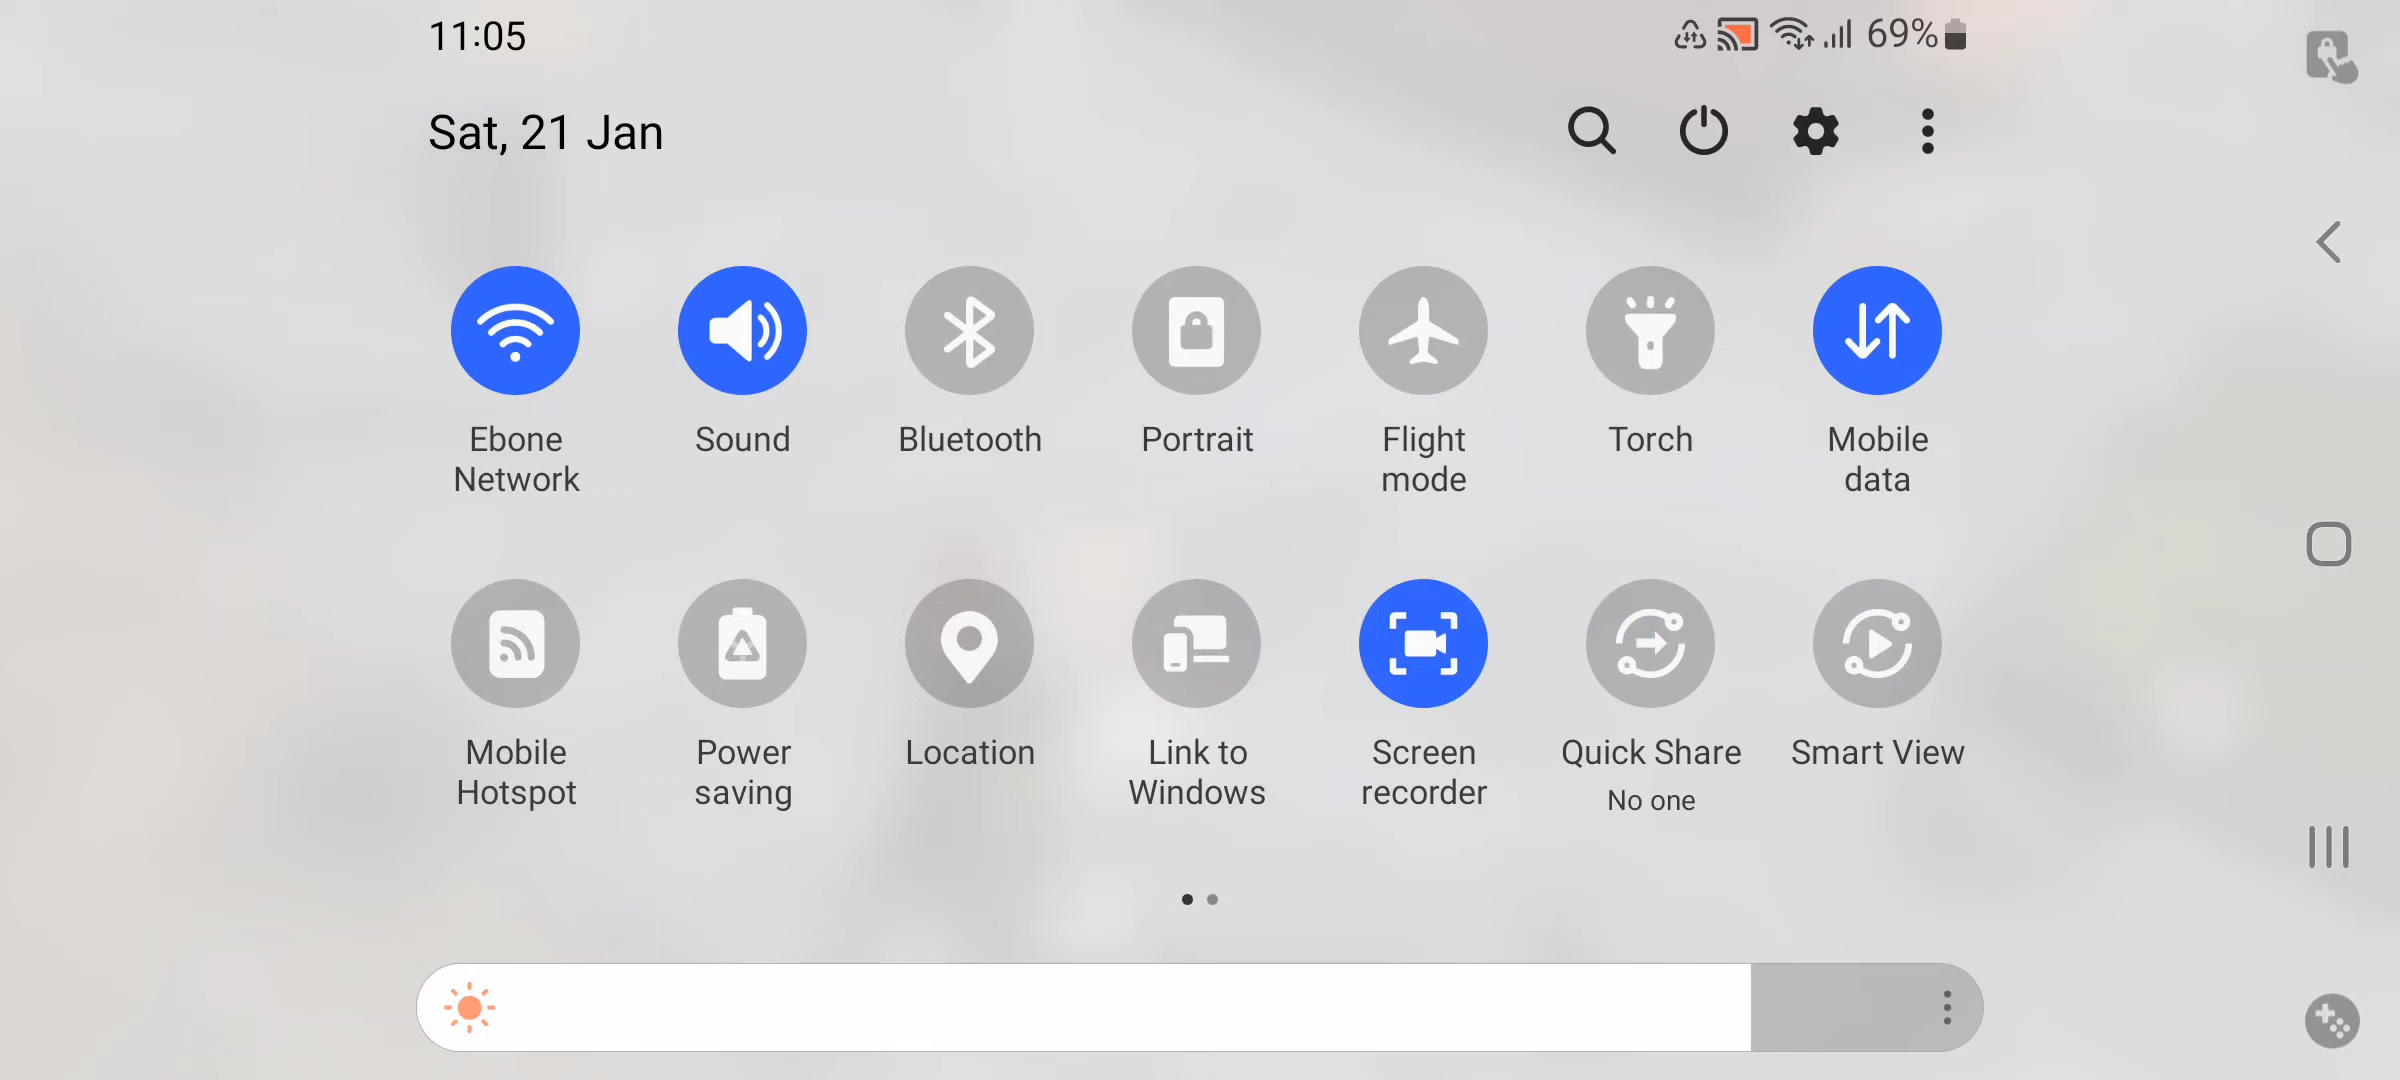 11:05
69%
Sat, 21 Jan
Ebone
Network
Sound
Bluetooth
Portrait
Flight
mode
Torch
Mobile
data
Mobile
Hotspot
Power
saving
Location
Link to
Windows
Screen
recorder
Quick Share
No one
Smart View